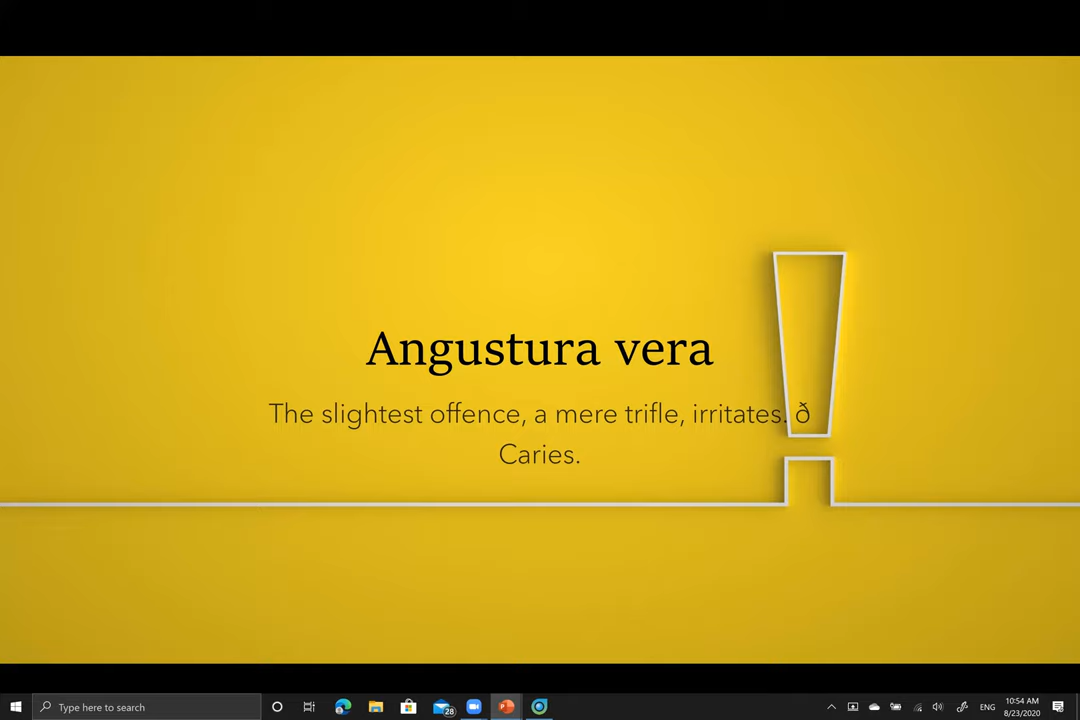 Angustura vera
The slightest offence, a mere trifle, irritates. ð
Caries.
Type here to search
28
ENG
10:54 AM
8/23/2020